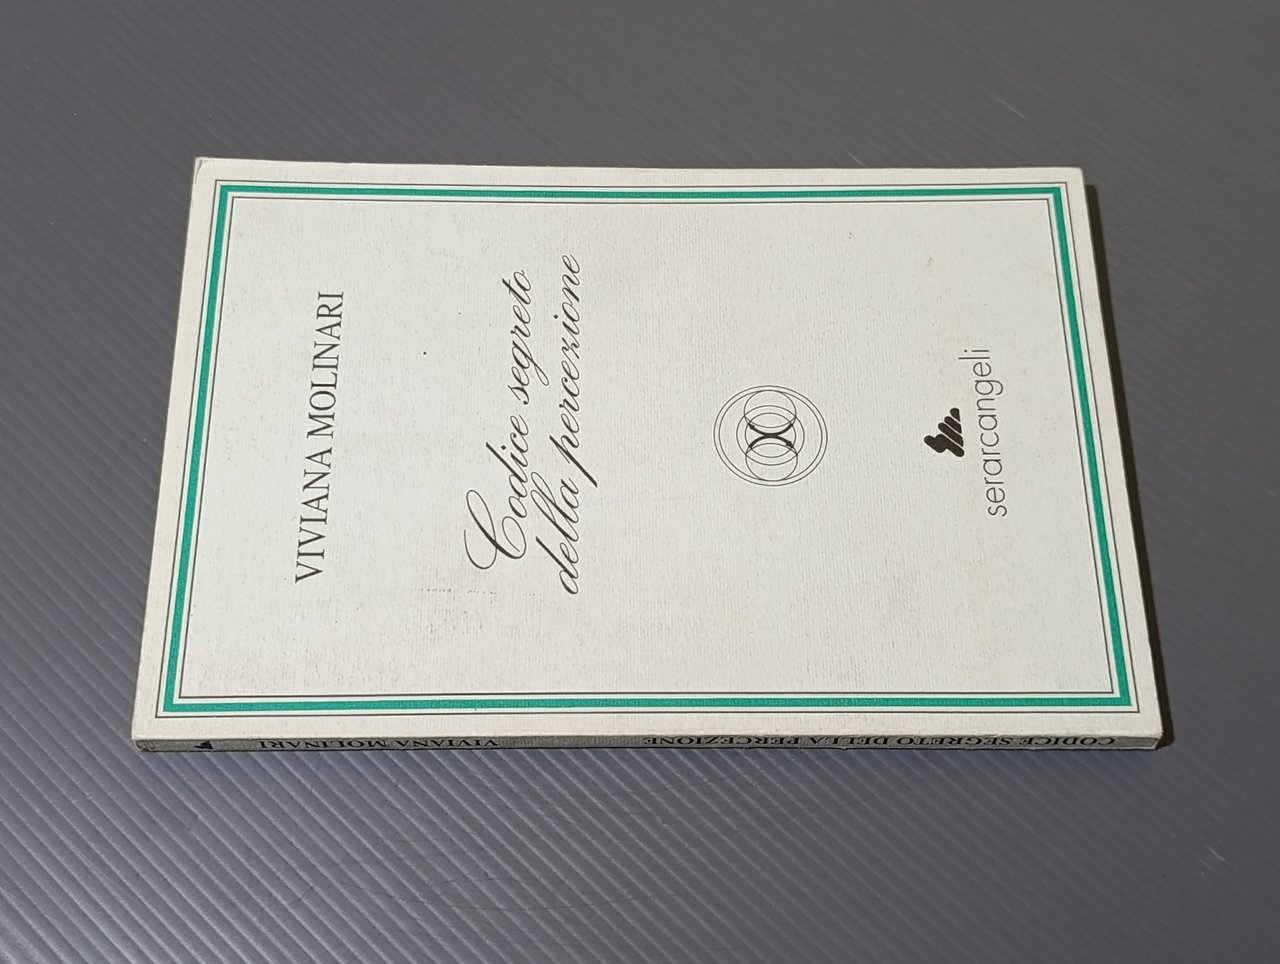 VIVIANA MOLINARI
Codice segreto
della percezione
serarcangeli
CODICE SEGRETO DELLA PERCEZIONE VIVIANA MOLINARI